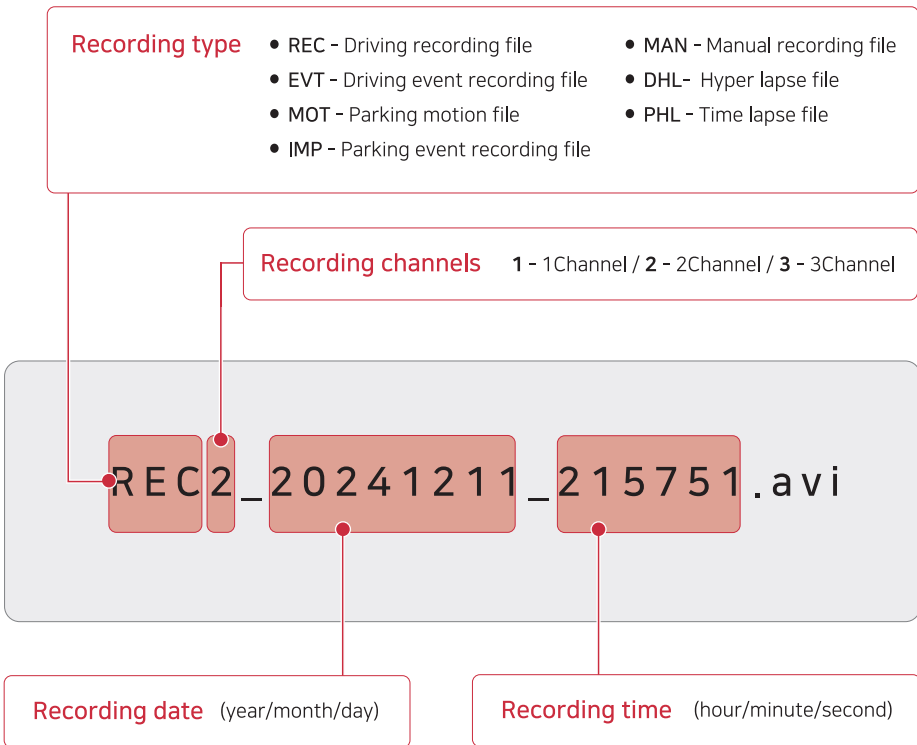 Recording type
• REC - Driving recording file
• EVT - Driving event recording file
• MOT - Parking motion file
• IMP - Parking event recording file
• MAN - Manual recording file
• DHL- Hyper lapse file
• PHL - Time lapse file
Recording channels 1 - 1Channel / 2 - 2Channel / 3 - 3Channel
REC2_20241211_215751.avi
Recording date (year/month/day)
Recording time (hour/minute/second)